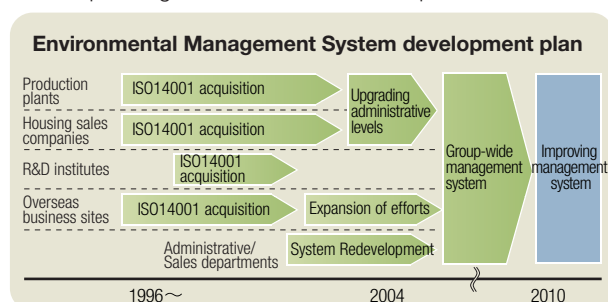 Environmental Management System development plan
Production
plants
ISO14001 acquisition
Housing sales
companies
ISO14001 acquisition
Upgrading
administrative
levels
R&D institutes
ISO14001
acquisition
Overseas
business sites
ISO14001 acquisition
Expansion of efforts
Administrative/
Sales departments
System Redevelopment
Group-wide
management
system
Improving
management
system
1996～
2004
2010